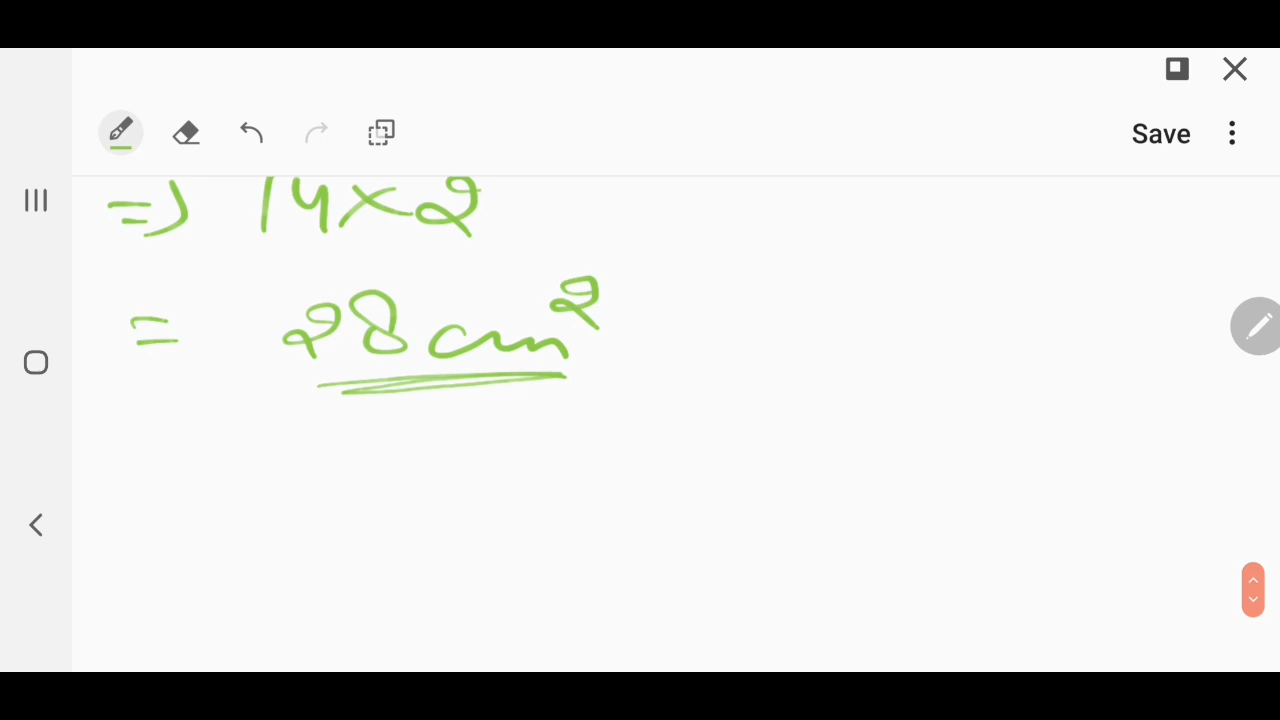 Save
=> 14×2
= 28 cm²